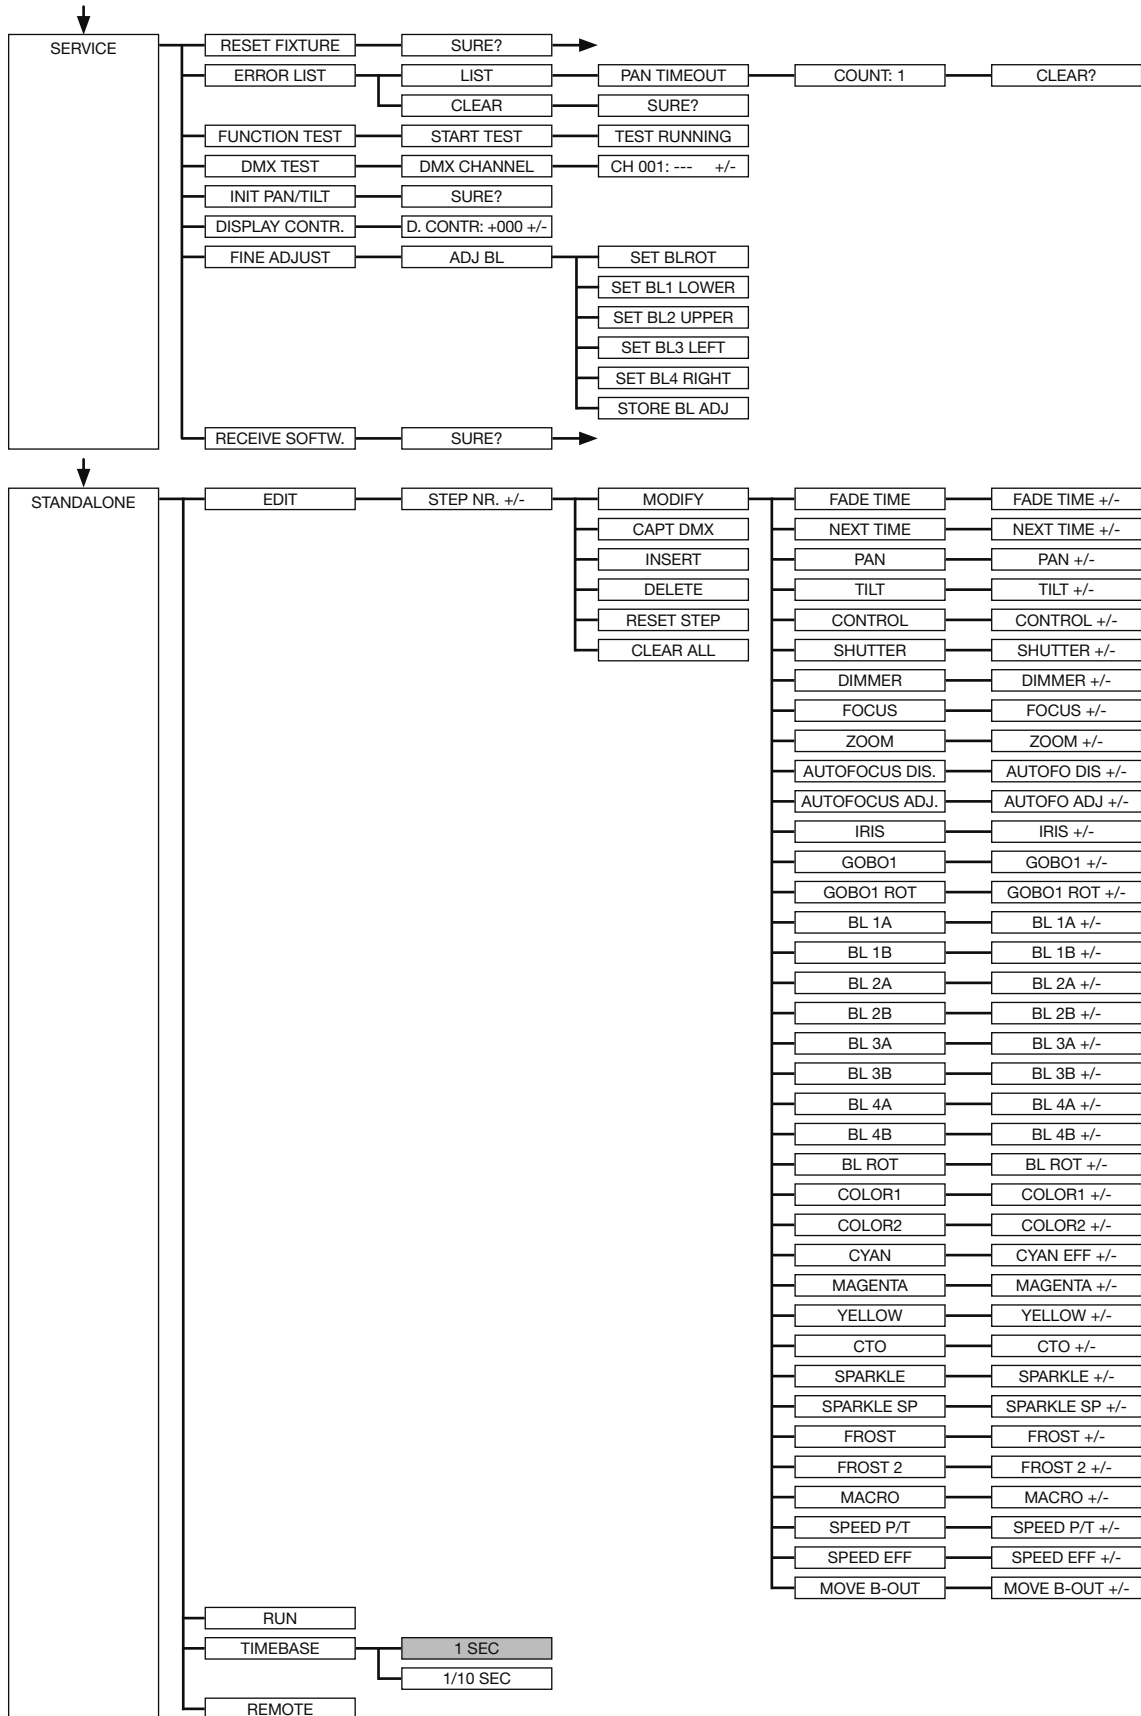 SERVICE RESET FIXTURE SURE?
ERROR LIST LIST PAN TIMEOUT COUNT: 1 CLEAR?
CLEAR SURE?
FUNCTION TEST START TEST TEST RUNNING
DMX TEST DMX CHANNEL CH 001: --- +/-
INIT PAN/TILT SURE?
DISPLAY CONTR. D. CONTR: +000 +/-
FINE ADJUST ADJ BL SET BLROT
SET BL1 LOWER
SET BL2 UPPER
SET BL3 LEFT
SET BL4 RIGHT
STORE BL ADJ
RECEIVE SOFTW. SURE?
STANDALONE EDIT STEP NR. +/- MODIFY FADE TIME FADE TIME +/-
CAPT DMX NEXT TIME NEXT TIME +/-
INSERT PAN PAN +/-
DELETE TILT TILT +/-
RESET STEP CONTROL CONTROL +/-
CLEAR ALL SHUTTER SHUTTER +/-
DIMMER DIMMER +/-
FOCUS FOCUS +/-
ZOOM ZOOM +/-
AUTOFOCUS DIS. AUTOFO DIS +/-
AUTOFOCUS ADJ. AUTOFO ADJ +/-
IRIS IRIS +/-
GOBO1 GOBO1 +/-
GOBO1 ROT GOBO1 ROT +/-
BL 1A BL 1A +/-
BL 1B BL 1B +/-
BL 2A BL 2A +/-
BL 2B BL 2B +/-
BL 3A BL 3A +/-
BL 3B BL 3B +/-
BL 4A BL 4A +/-
BL 4B BL 4B +/-
BL ROT BL ROT +/-
COLOR1 COLOR1 +/-
COLOR2 COLOR2 +/-
CYAN CYAN EFF +/-
MAGENTA MAGENTA +/-
YELLOW YELLOW +/-
CTO CTO +/-
SPARKLE SPARKLE +/-
SPARKLE SP SPARKLE SP +/-
FROST FROST +/-
FROST 2 FROST 2 +/-
MACRO MACRO +/-
SPEED P/T SPEED P/T +/-
SPEED EFF SPEED EFF +/-
MOVE B-OUT MOVE B-OUT +/-
RUN
TIMEBASE 1 SEC
1/10 SEC
REMOTE